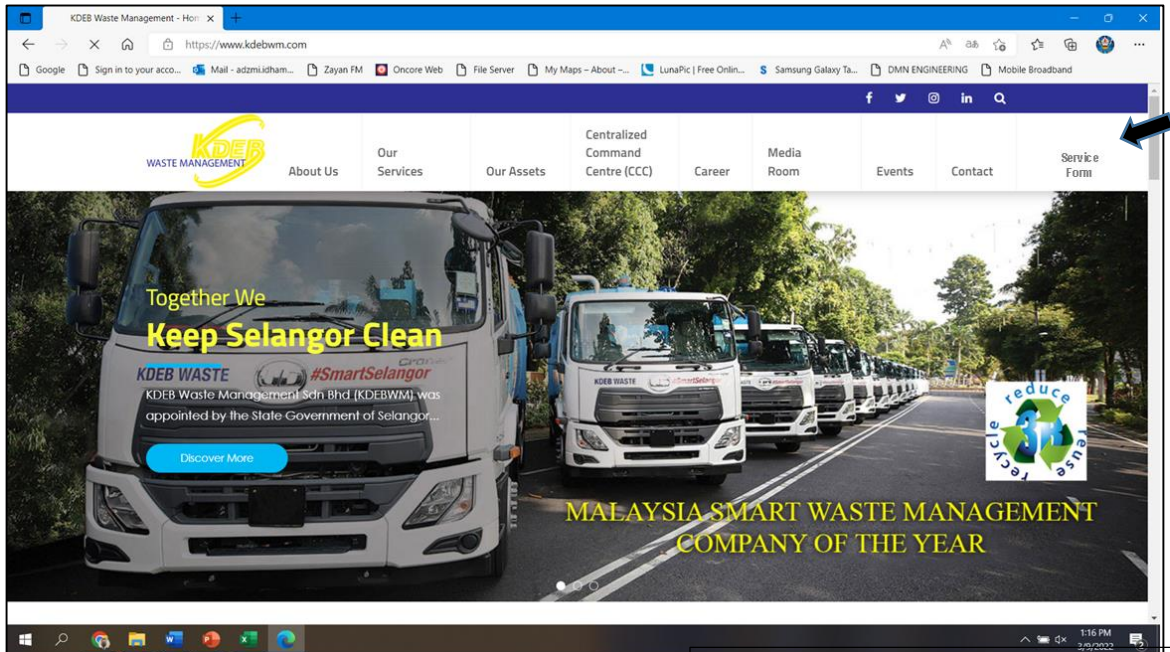 KDEB Waste Management - Hom
https://www.kdebwm.com
Google Sign in to your acco... Mail - adzmi.idham... Zayan FM Oncore Web File Server My Maps – About –... LunaPic | Free Onlin... Samsung Galaxy Ta... DMN ENGINEERING Mobile Broadband
KDEB
WASTE MANAGEMENT
About Us
Our
Services
Our Assets
Centralized
Command
Centre (CCC)
Career
Media
Room
Events
Contact
Service
Form
Together We
Keep Selangor Clean
KDEB WASTE #SmartSelangor
KDEB Waste Management Sdn Bhd (KDEBWM) was
appointed by the State Government of Selangor...
Discover More
KDEB WASTE #SmartSelangor
reduce
reuse
recycle
3R
MALAYSIA SMART WASTE MANAGEMENT
COMPANY OF THE YEAR
1:16 PM
3/9/2022